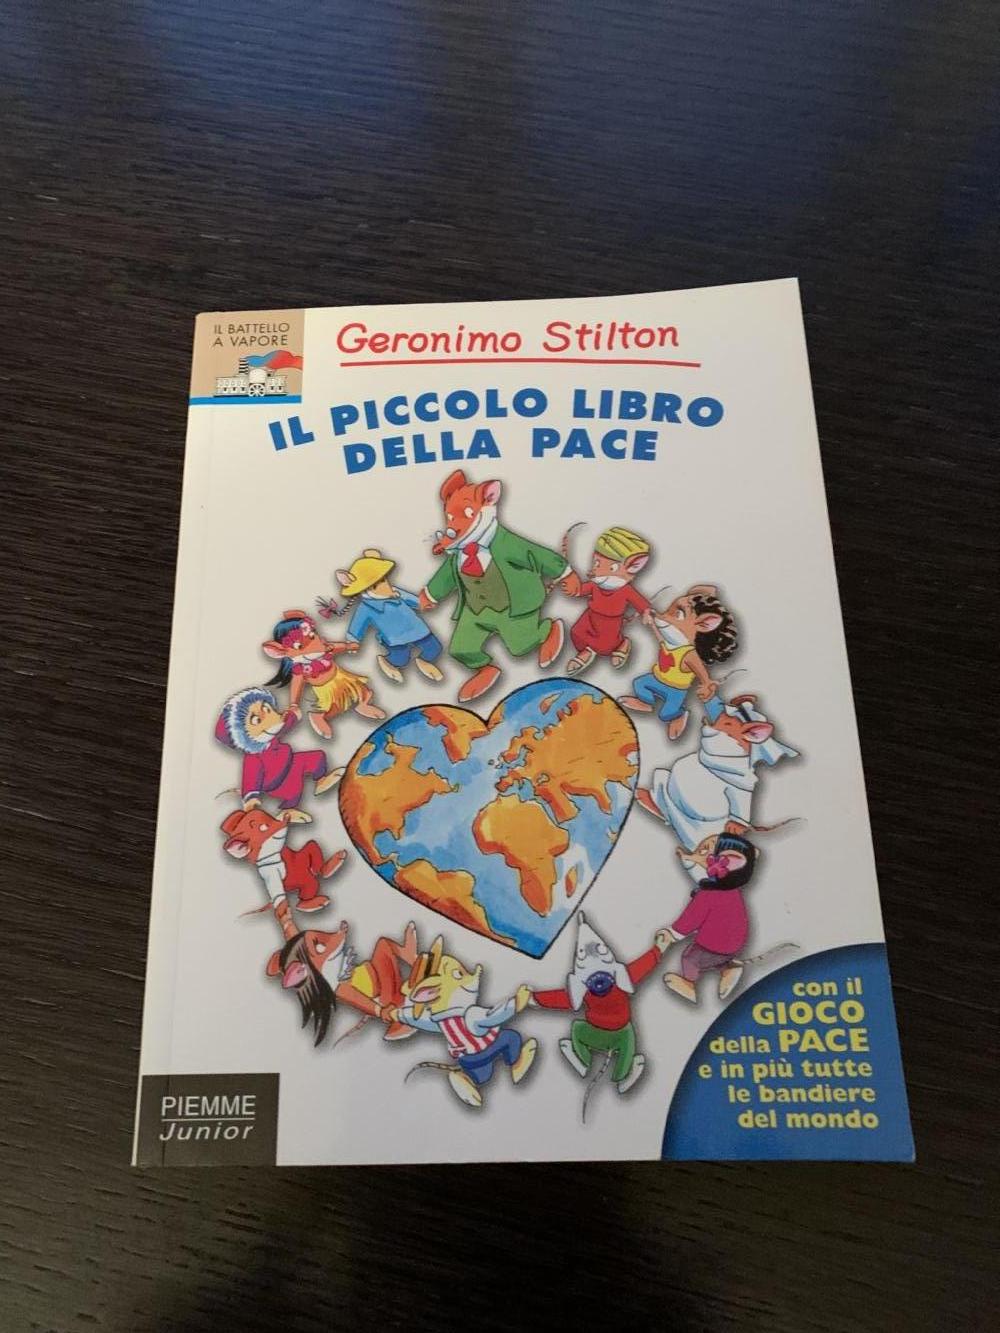 IL BATTELLO
A VAPORE
Geronimo Stilton
IL PICCOLO LIBRO
DELLA PACE
con il
GIOCO
della PACE
e in più tutte
le bandiere
del mondo
PIEMME
Junior